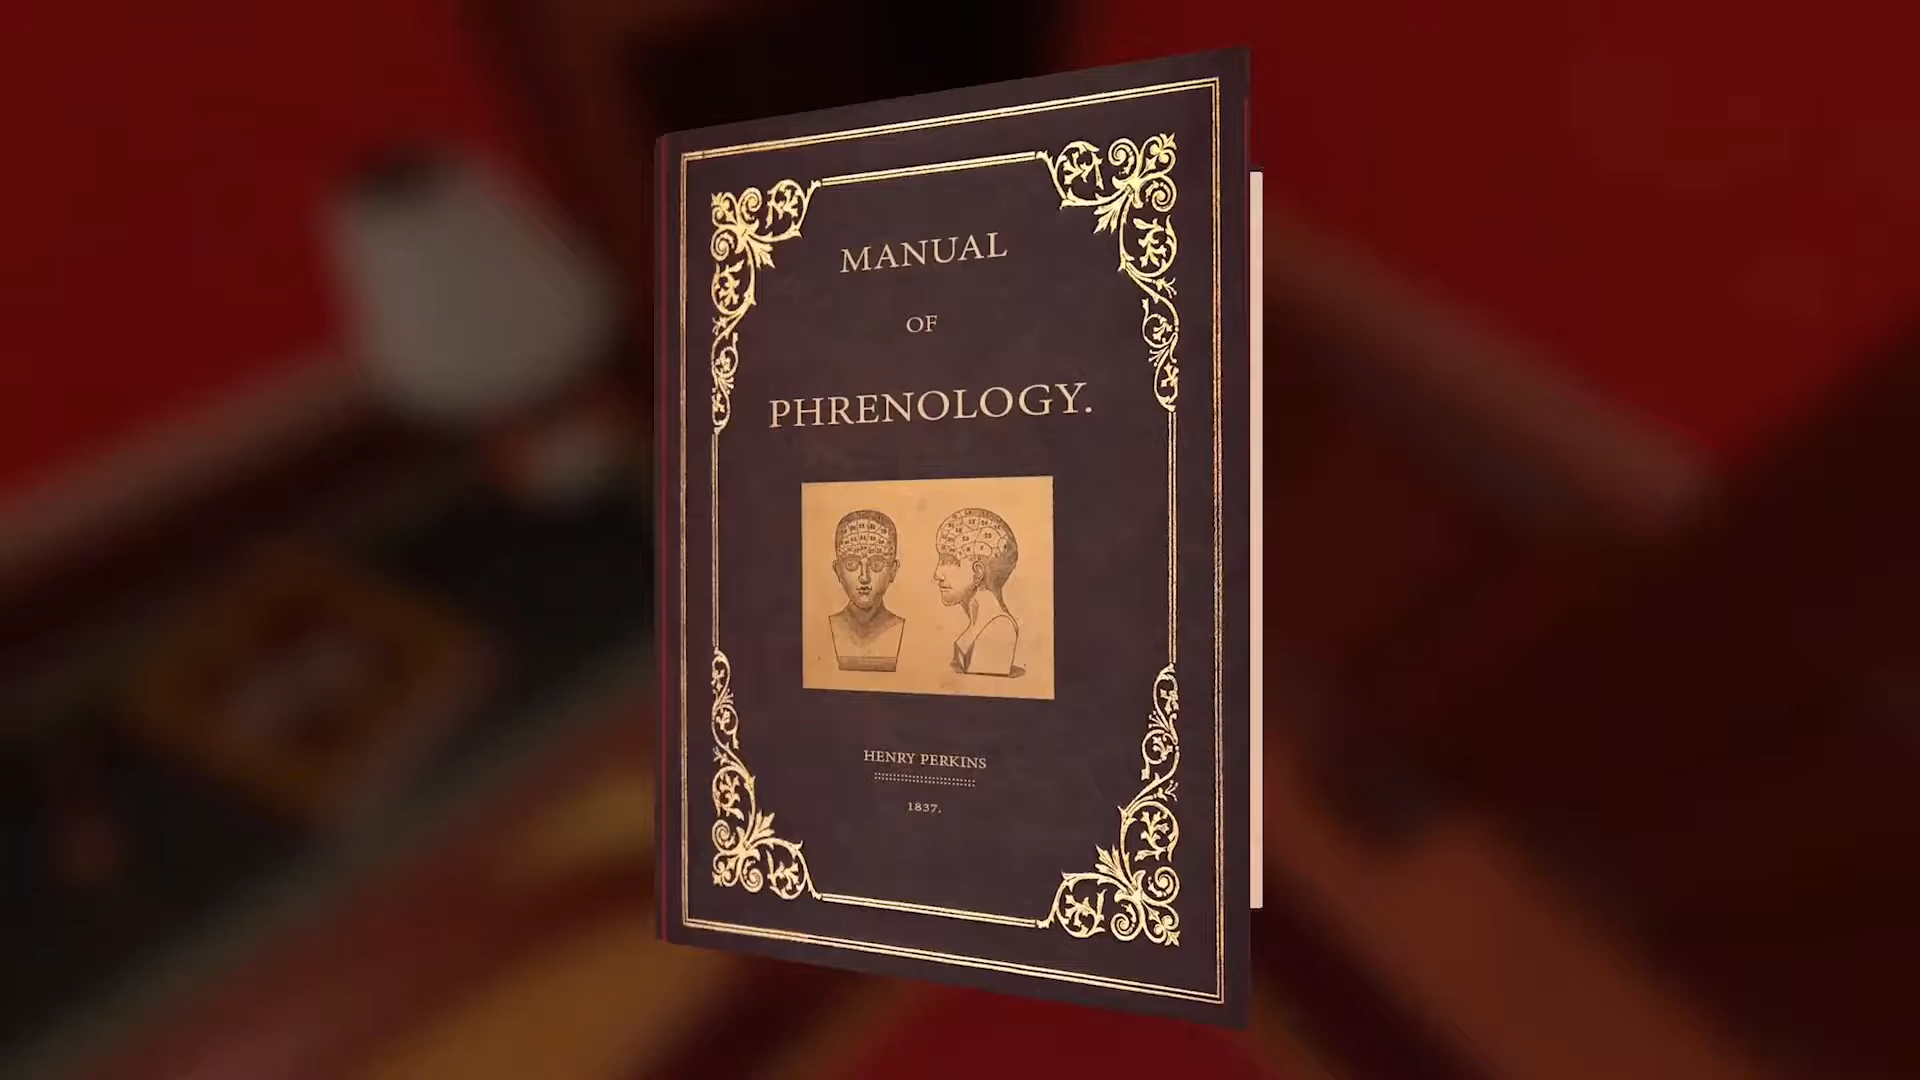 MANUAL
OF
PHRENOLOGY.
HENRY PERKINS
1837.